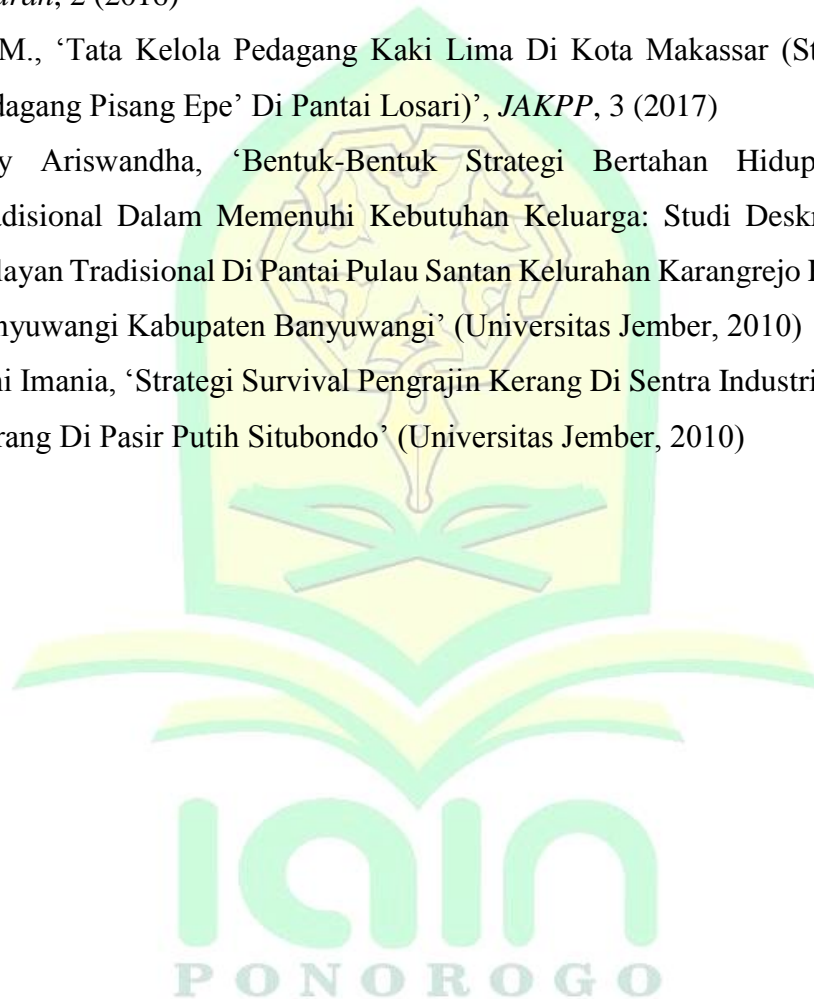 2 (2018)
M., ‘Tata Kelola Pedagang Kaki Lima Di Kota Makassar (St
dagang Pisang Epe’ Di Pantai Losari)’, JAKPP, 3 (2017)
y Ariswandha, ‘Bentuk-Bentuk Strategi Bertahan Hidup
adisional Dalam Memenuhi Kebutuhan Keluarga: Studi Deskr
layan Tradisional Di Pantai Pulau Santan Kelurahan Karangrejo
nyuwangi Kabupaten Banyuwangi’ (Universitas Jember, 2010)
ni Imania, ‘Strategi Survival Pengrajin Kerang Di Sentra Industri
rang Di Pasir Putih Situbondo’ (Universitas Jember, 2010)
IAIN
PONOROGO